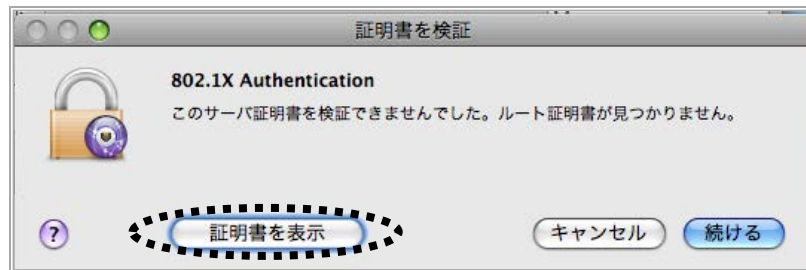 証明書を検証
802.1X Authentication
このサーバ証明書を検証できませんでした。ルート証明書が見つかりません。
?
証明書を表示
キャンセル
続ける